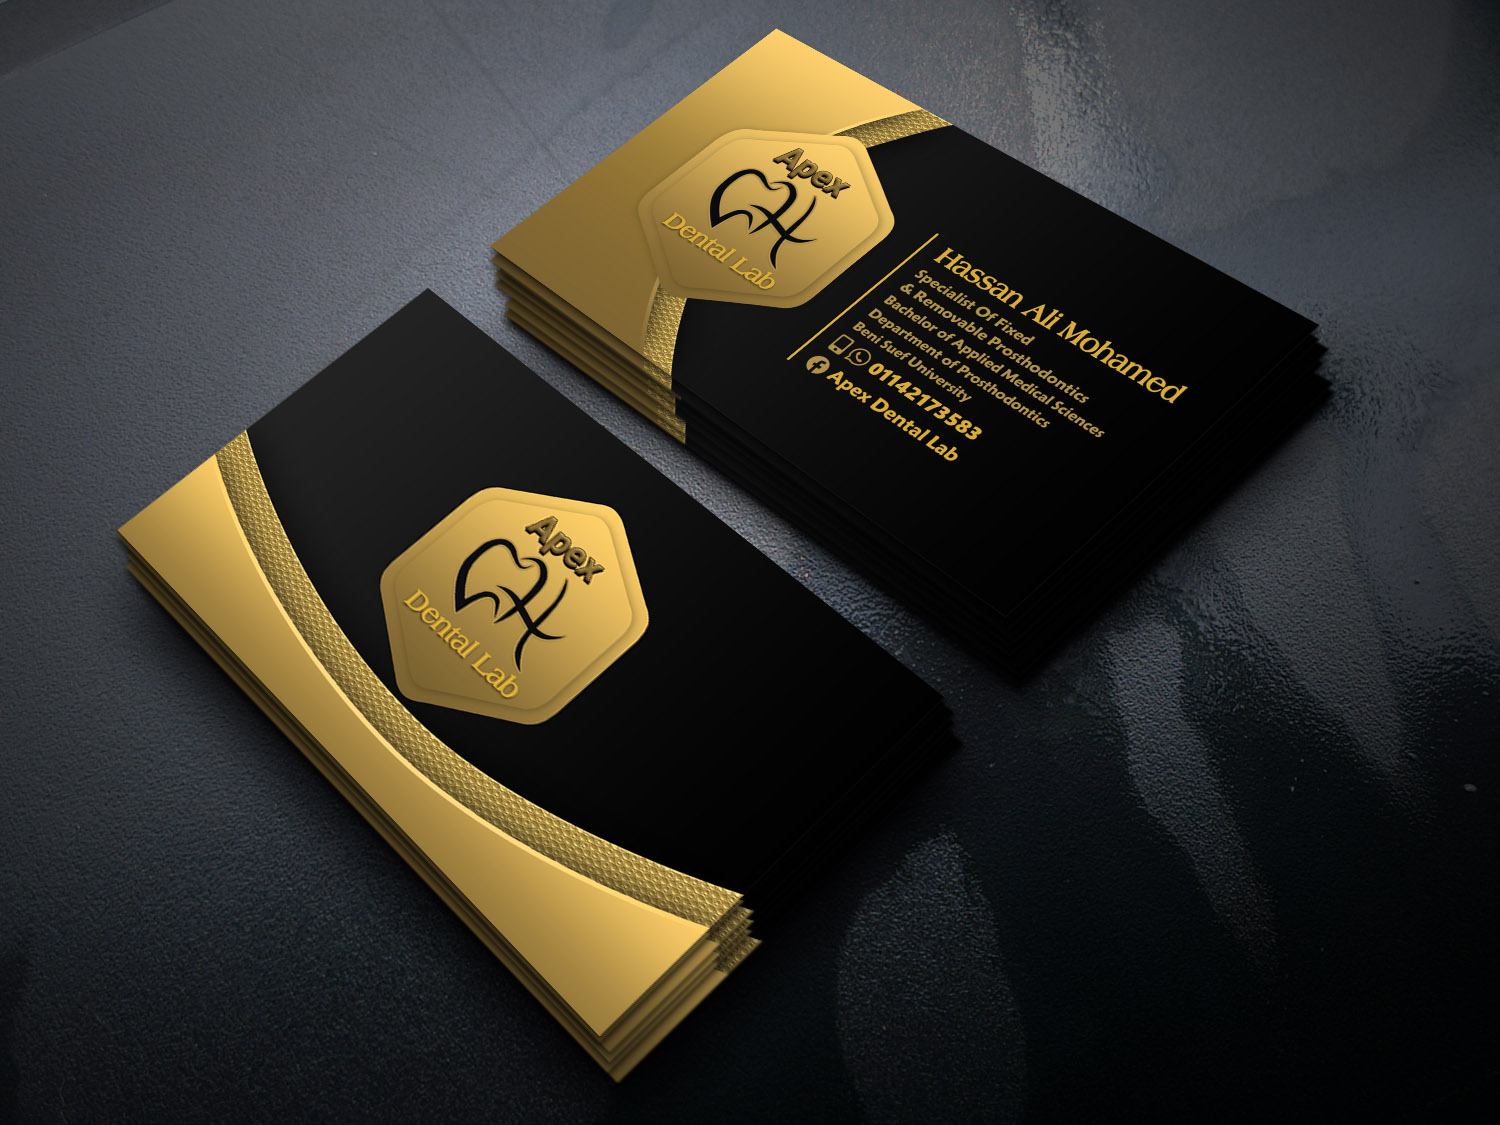 Apex
Dental Lab
Hassan Ali Mohamed
Specialist Of Fixed
& Removable Prosthodontics
Bachelor of Applied Medical Sciences
Department of Prosthodontics
Beni Suef University
01142173583
Apex Dental Lab
Apex
Dental Lab